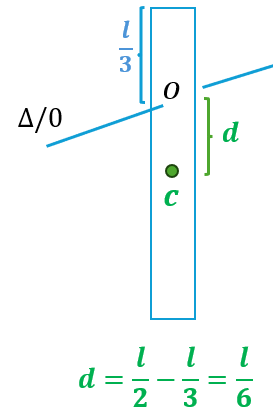 l/3
O
Δ/0
d
c
d = l/2 − l/3 = l/6